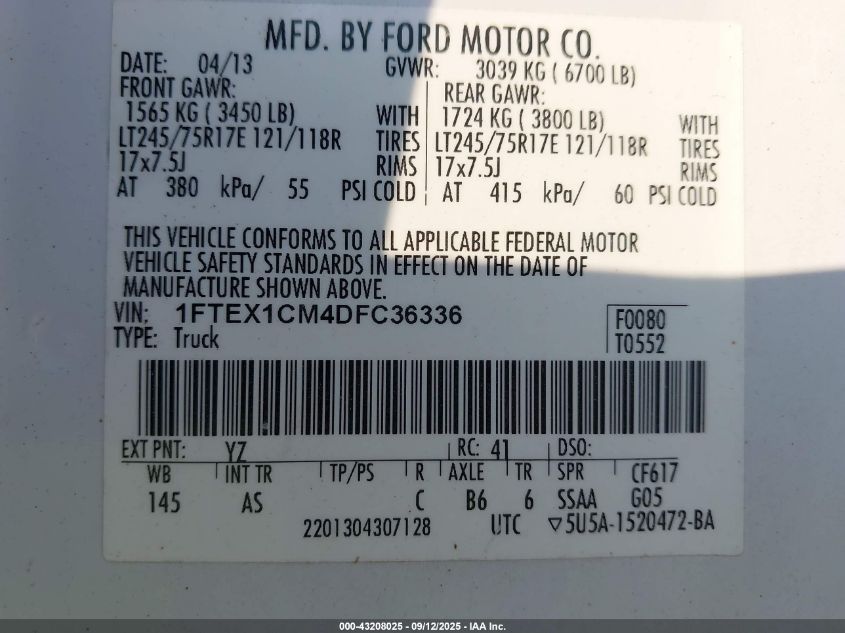 MFD. BY FORD MOTOR CO.
DATE: 04/13 GVWR: 3039 KG ( 6700 LB)
FRONT GAWR: REAR GAWR:
1565 KG ( 3450 LB) WITH 1724 KG ( 3800 LB) WITH
LT245/75R17E 121/118R TIRES LT245/75R17E 121/118R TIRES
17x7.5J RIMS 17x7.5J RIMS
AT 380 kPa/ 55 PSI COLD AT 415 kPa/ 60 PSI COLD
THIS VEHICLE CONFORMS TO ALL APPLICABLE FEDERAL MOTOR
VEHICLE SAFETY STANDARDS IN EFFECT ON THE DATE OF
MANUFACTURE SHOWN ABOVE.
VIN: 1FTEX1CM4DFC36336 F0080
TYPE: Truck T0552
EXT PNT: YZ RC: 41 DSO:
WB INT TR TP/PS R AXLE TR SPR CF617
145 AS C B6 6 SSAA G05
2201304307128 UTC ▽5U5A-1520472-BA
000-43208025 - 09/12/2025 - IAA Inc.